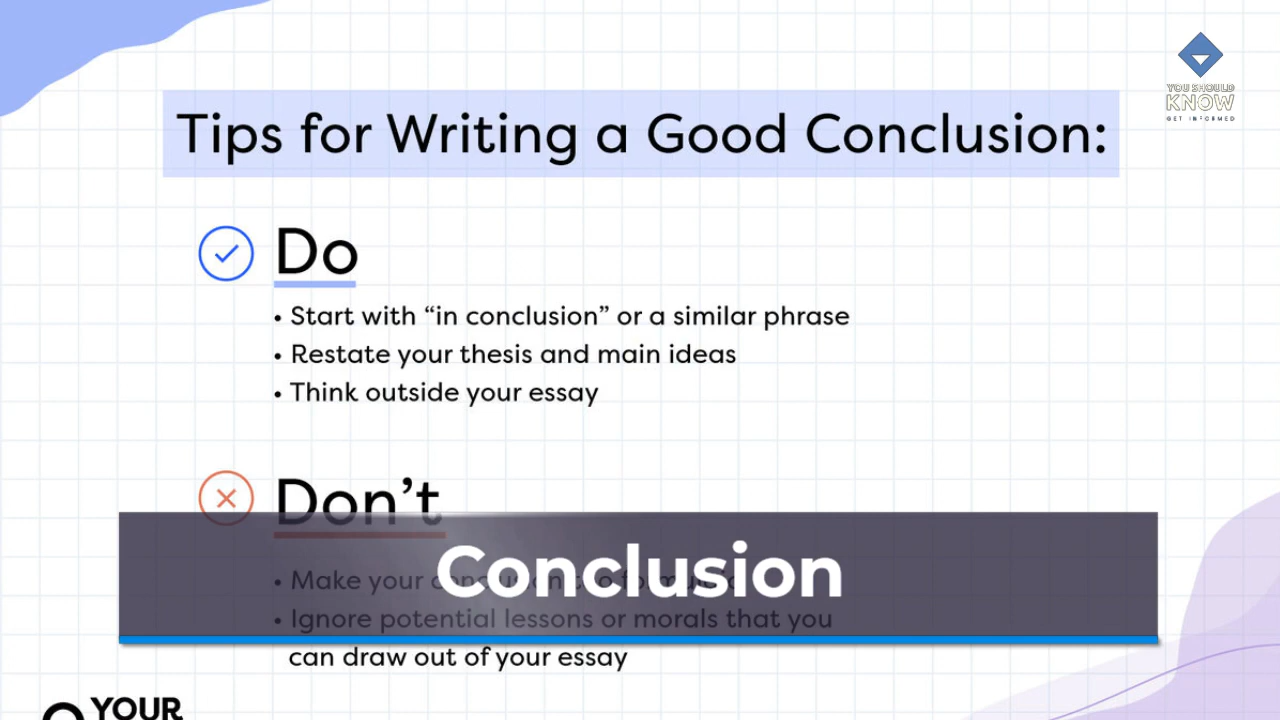 YOU SHOULD
KNOW
GET INFORMED
Tips for Writing a Good Conclusion:
Do
• Start with “in conclusion” or a similar phrase
• Restate your thesis and main ideas
• Think outside your essay
Don’t
Conclusion
• Make your conclusion too
• Ignore potential lessons or morals that you
can draw out of your essay
YOUR